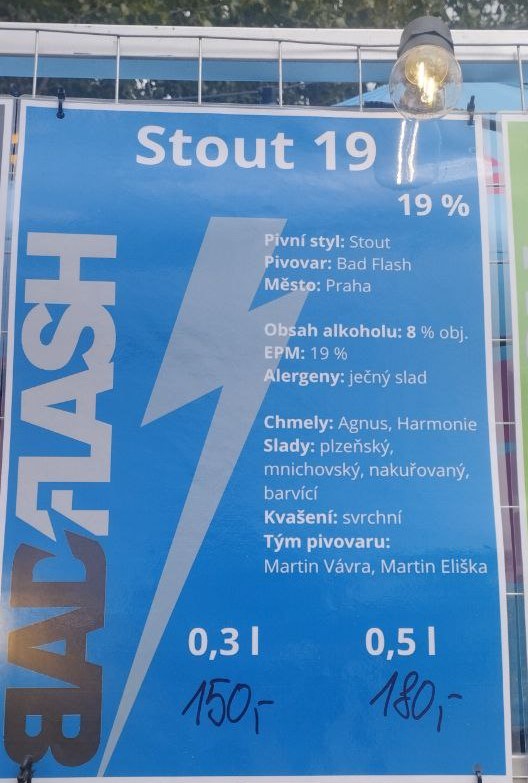 Stout 19
19 %
Pivní styl: Stout
Pivovar: Bad Flash
Město: Praha
Obsah alkoholu: 8 % obj.
EPM: 19 %
Alergeny: ječný slad
Chmely: Agnus, Harmonie
Slady: plzeňský,
mnichovský, nakuřovaný,
barvící
Kvašení: svrchní
Tým pivovaru:
Martin Vávra, Martin Eliška
0,3 l 0,5 l
150,- 180,-
BAD FLASH